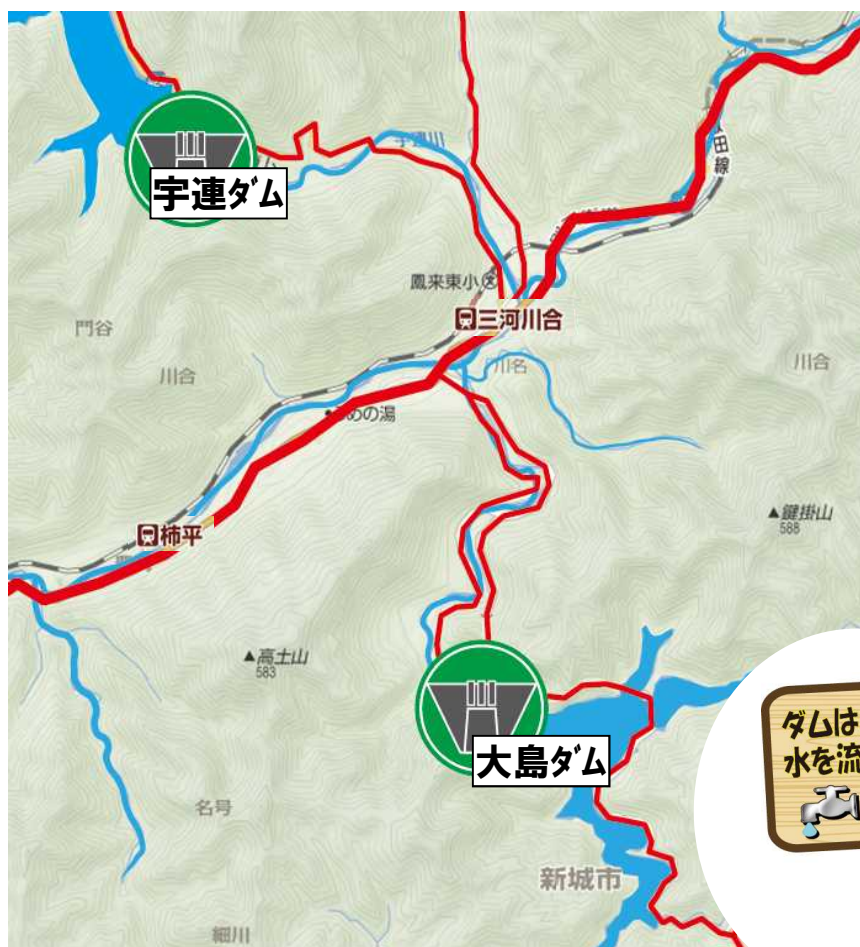 宇連ダム
宇連川
田線
鳳来東小
三河川合
門谷
川合
川名
川合
めの湯
柿平
▲鍵掛山
588
▲高土山
583
大島ダム
ダムは
水を流
名号
新城市
細川